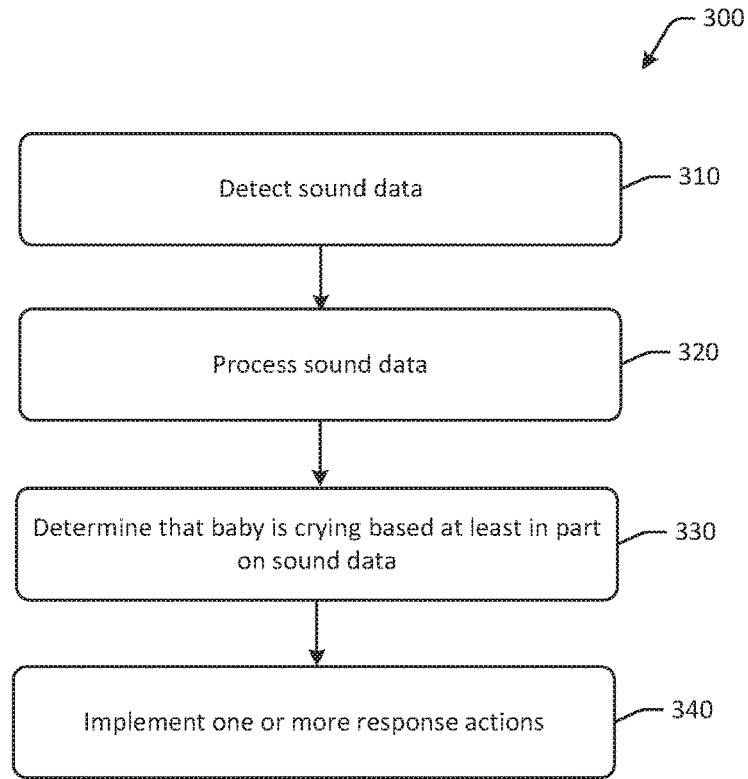 300
Detect sound data
310
Process sound data
320
Determine that baby is crying based at least in part
on sound data
330
Implement one or more response actions
340